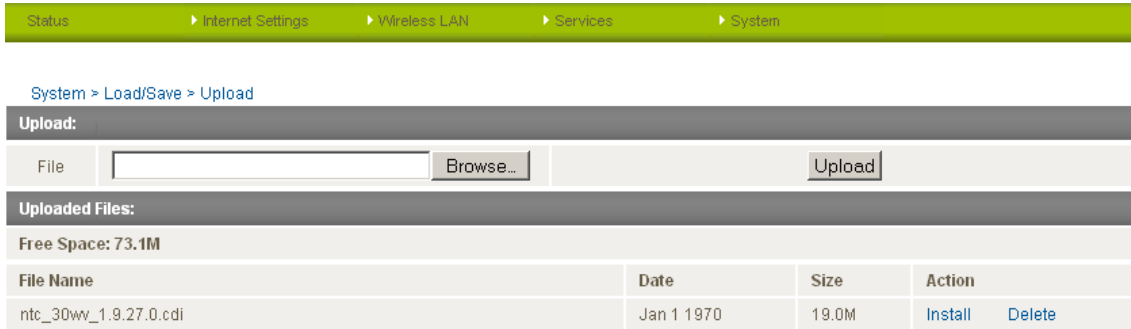 Status Internet Settings Wireless LAN Services System
System > Load/Save > Upload
Upload:
File Browse... Upload
Uploaded Files:
Free Space: 73.1M
File Name Date Size Action
ntc_30wv_1.9.27.0.cdi Jan 1 1970 19.0M Install Delete